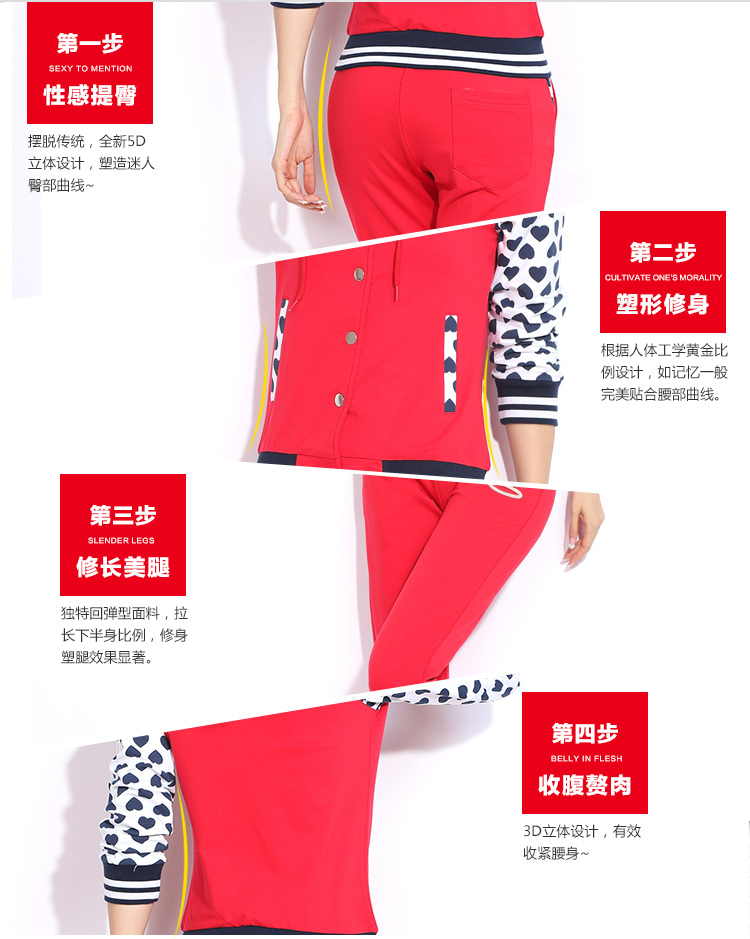 第一步
SEXY TO MENTION
性感提臀
摆脱传统，全新5D
立体设计，塑造迷人
臀部曲线~
第二步
CULTIVATE ONE'S MORALITY
塑形修身
根据人体工学黄金比
例设计，如记忆一般
完美贴合腰部曲线。
第三步
SLENDER LEGS
修长美腿
独特回弹型面料，拉
长下半身比例，修身
塑腿效果显著。
第四步
BELLY IN FLESH
收腹赘肉
3D立体设计，有效
收紧腰身~